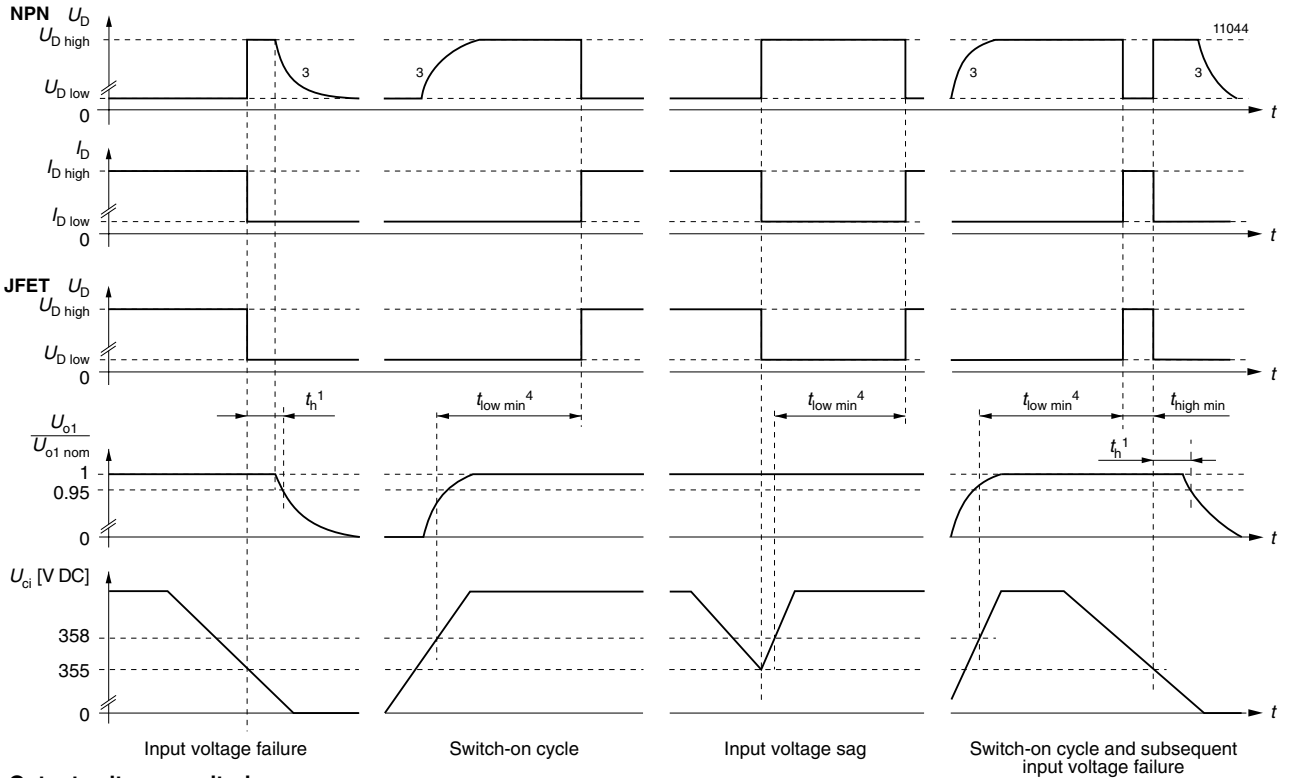 NPN U_D
U_D high
11044
3
3
3
3
U_D low
0
t
I_D
I_D high
I_D low
0
t
JFET U_D
U_D high
U_D low
0
t
t_h^1
t_low min^4
t_low min^4
t_low min^4
t_high min
U_o1
U_o1 nom
t_h^1
1
0.95
0
t
U_ci [V DC]
358
355
0
t
Input voltage failure
Switch-on cycle
Input voltage sag
Switch-on cycle and subsequent
input voltage failure